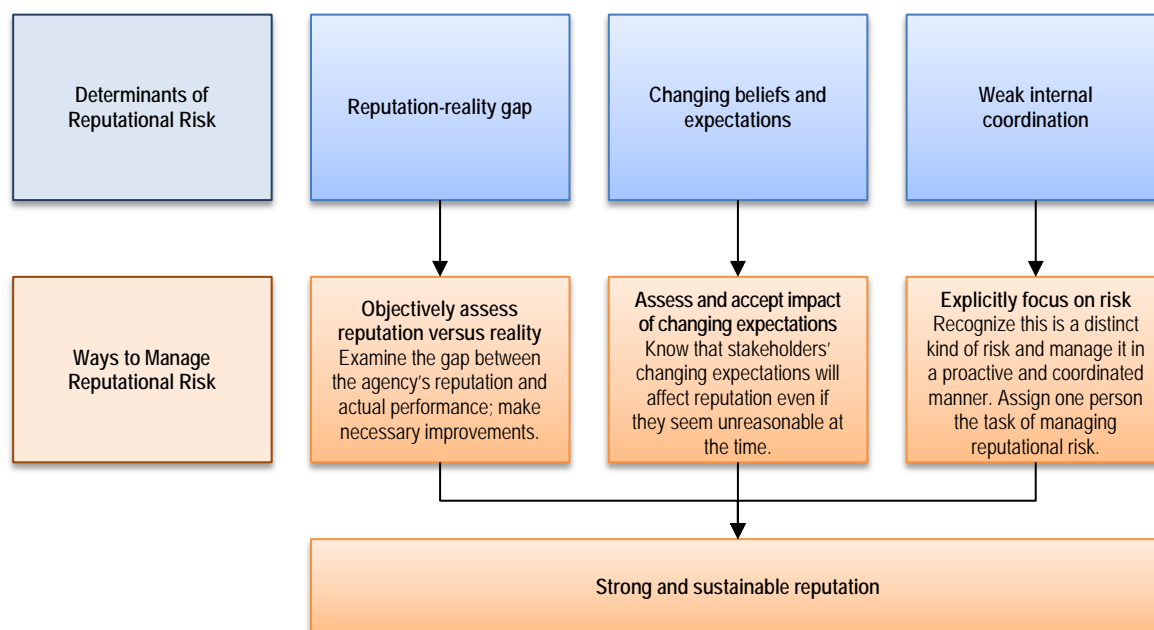 Determinants of
Reputational Risk
Reputation-reality gap
Changing beliefs and
expectations
Weak internal
coordination
Ways to Manage
Reputational Risk
Objectively assess
reputation versus reality
Examine the gap between
the agency's reputation and
actual performance; make
necessary improvements.
Assess and accept impact
of changing expectations
Know that stakeholders'
changing expectations will
affect reputation even if
they seem unreasonable at
the time.
Explicitly focus on risk
Recognize this is a distinct
kind of risk and manage it in
a proactive and coordinated
manner. Assign one person
the task of managing
reputational risk.
Strong and sustainable reputation